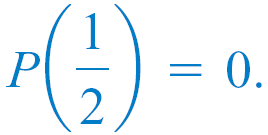 P(1/2) = 0.